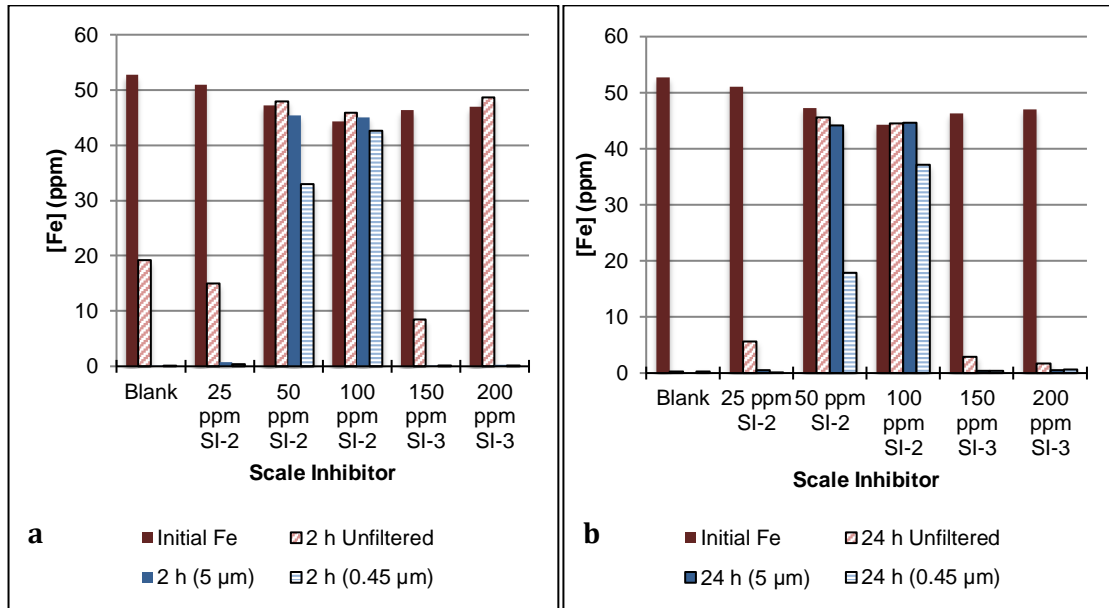 60
50
40
30
20
10
0
[Fe] (ppm)
Blank
25 ppm SI-2
50 ppm SI-2
100 ppm SI-2
150 ppm SI-3
200 ppm SI-3
Scale Inhibitor
a
Initial Fe
2 h Unfiltered
2 h (5 µm)
2 h (0.45 µm)
60
50
40
30
20
10
0
[Fe] (ppm)
Blank
25 ppm SI-2
50 ppm SI-2
100 ppm SI-2
150 ppm SI-3
200 ppm SI-3
Scale Inhibitor
b
Initial Fe
24 h Unfiltered
24 h (5 µm)
24 h (0.45 µm)